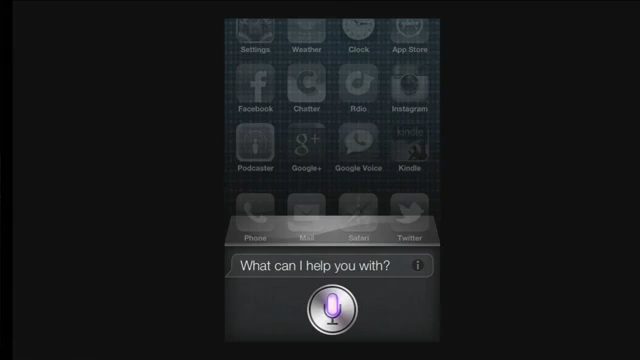 Settings Weather Clock App Store
Facebook Chatter Rdio Instagram
kindle
Podcaster Google+ Google Voice Kindle
Phone Mail Safari Twitter
What can I help you with?